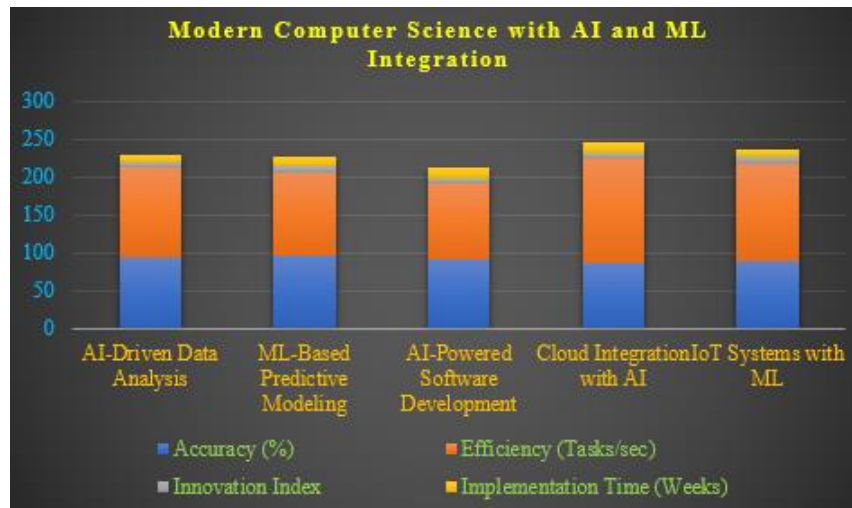 Modern Computer Science with AI and ML
Integration
300
250
200
150
100
50
0
AI-Driven Data
Analysis
ML-Based
Predictive
Modeling
AI-Powered
Software
Development
Cloud Integration
with AI
IoT Systems with
ML
Accuracy (%)
Efficiency (Tasks/sec)
Innovation Index
Implementation Time (Weeks)